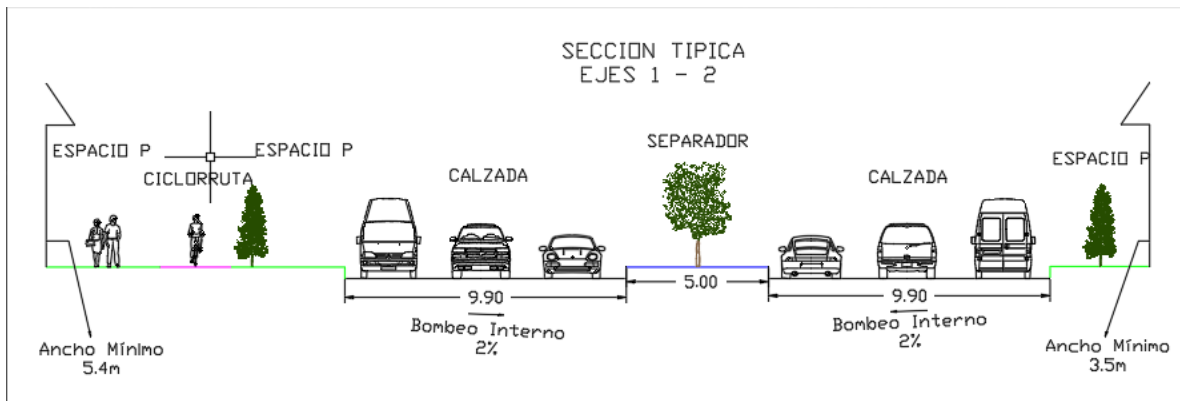 SECCION TIPICA
EJES 1 - 2
ESPACIO P
ESPACIO P
CICLORRUTA
CALZADA
SEPARADOR
CALZADA
ESPACIO P
9.90
5.00
9.90
Bombeo Interno
2%
Bombeo Interno
2%
Ancho Mínimo
5.4m
Ancho Mínimo
3.5m